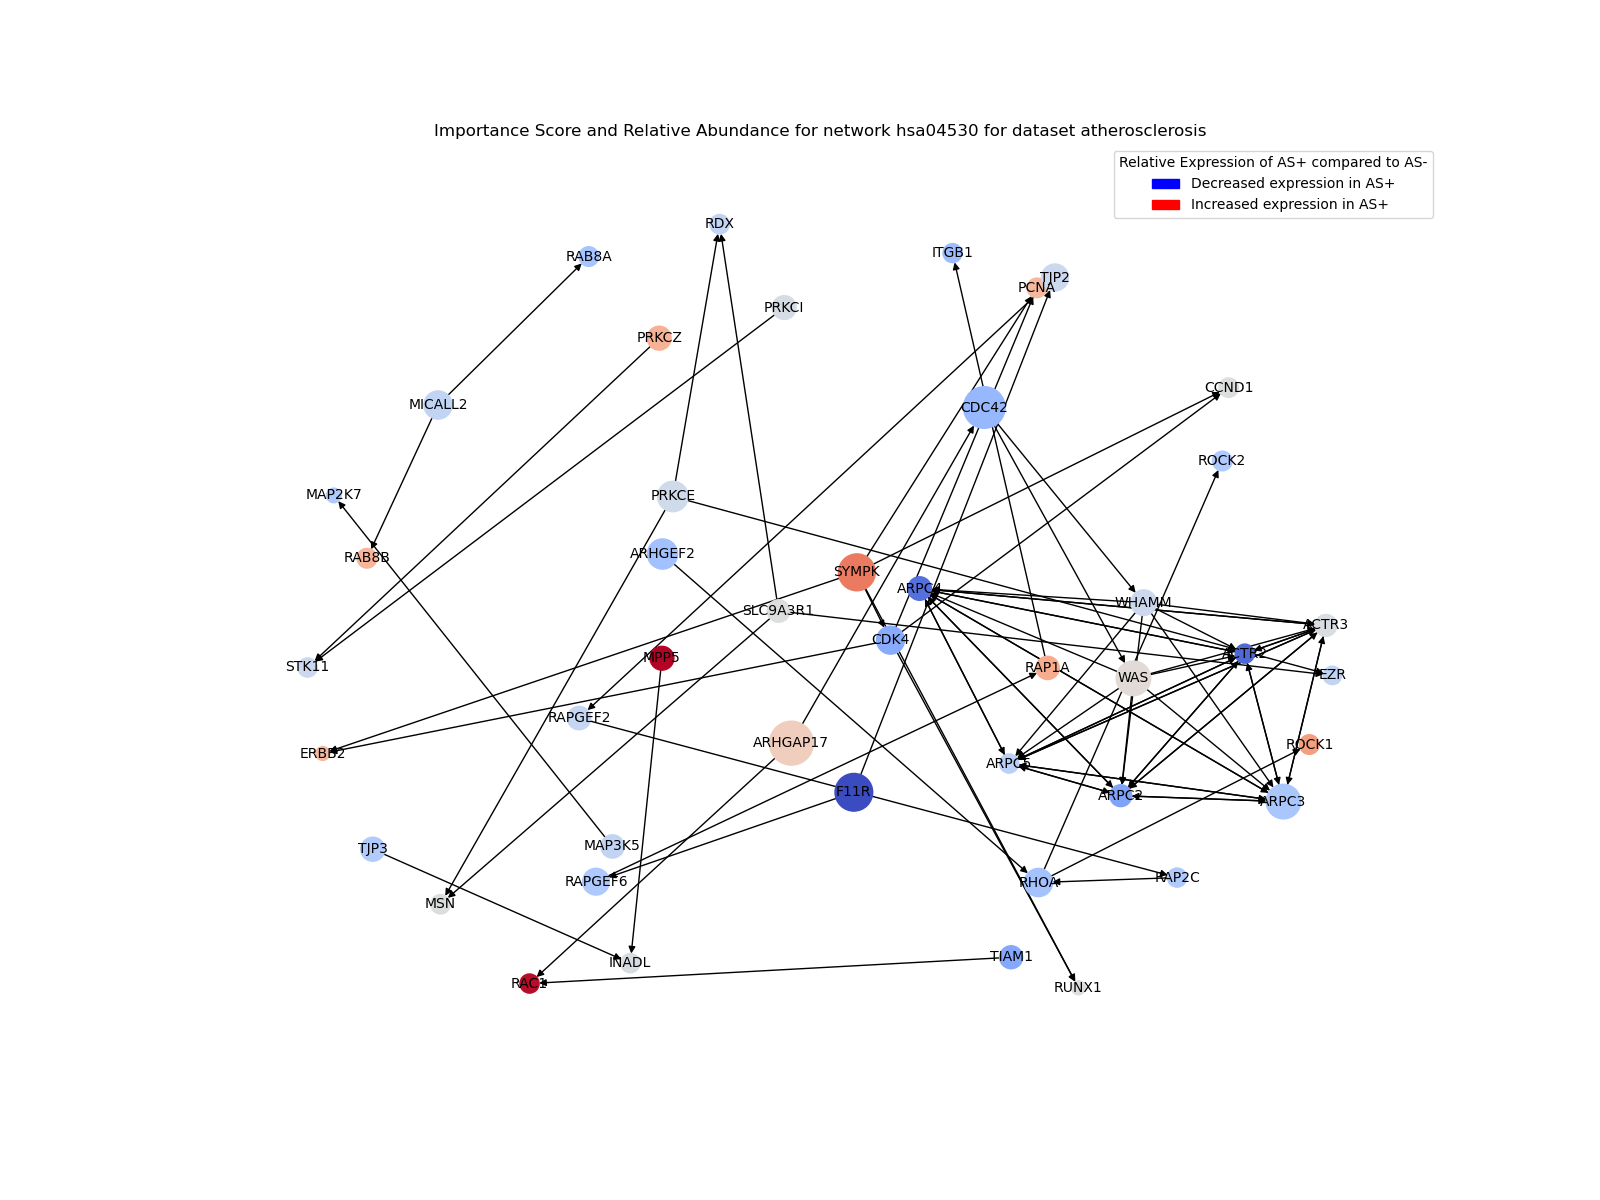 Importance Score and Relative Abundance for network hsa04530 for dataset atherosclerosis
Relative Expression of AS+ compared to AS-
Decreased expression in AS+
Increased expression in AS+
RDX
RAB8A
ITGB1
TJP2
PCNA
PRKCI
PRKCZ
CCND1
MICALL2
CDC42
ROCK2
MAP2K7
PRKCE
ARHGEF2
RAB8B
SYMPK
ARPC4
WHAMM
SLC9A3R1
ACTR3
CDK4
ACTR2
MPP5
STK11
RAP1A
WAS
EZR
RAPGEF2
ARHGAP17
ROCK1
ERBB2
ARPC5
F11R
ARPC2
ARPC3
MAP3K5
TJP3
RAPGEF6
RHOA
RAP2C
MSN
INADL
TIAM1
RAC1
RUNX1